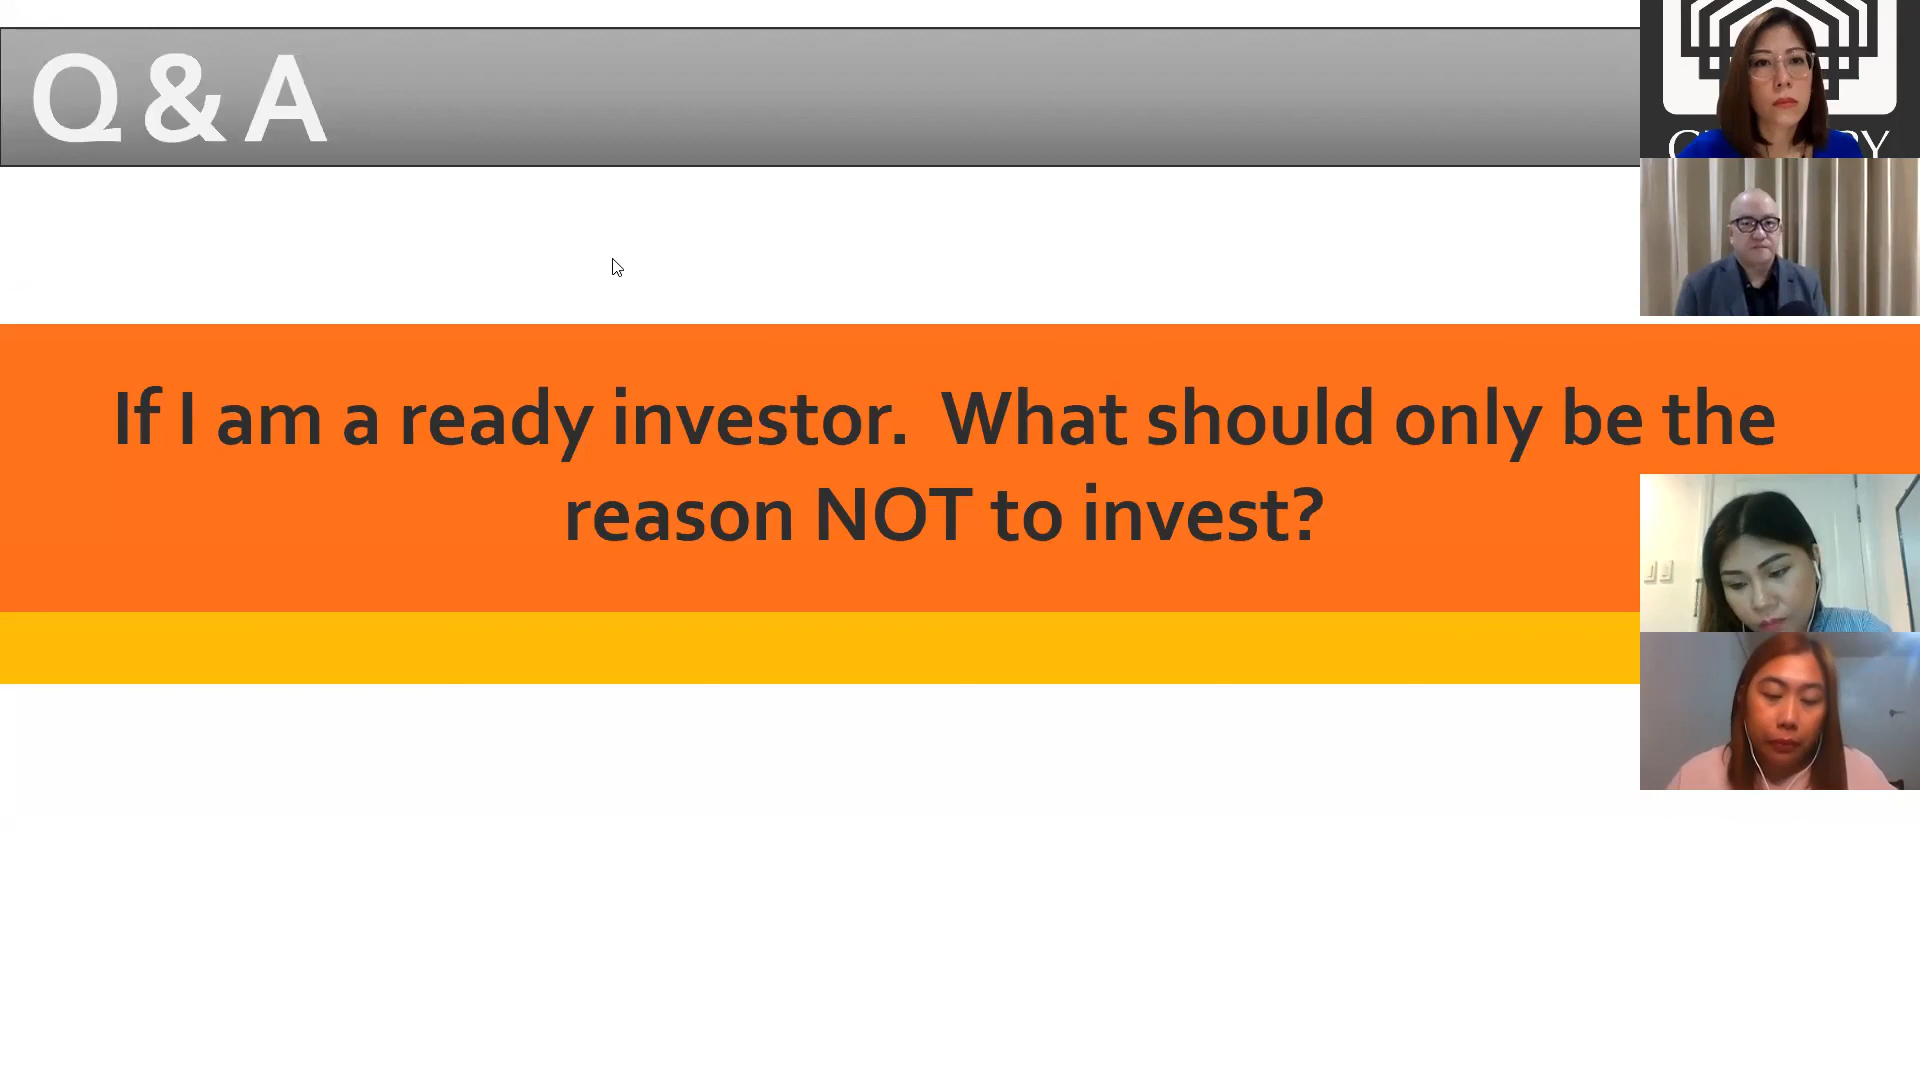 Q & A
If I am a ready investor.  What should only be the
reason NOT to invest?